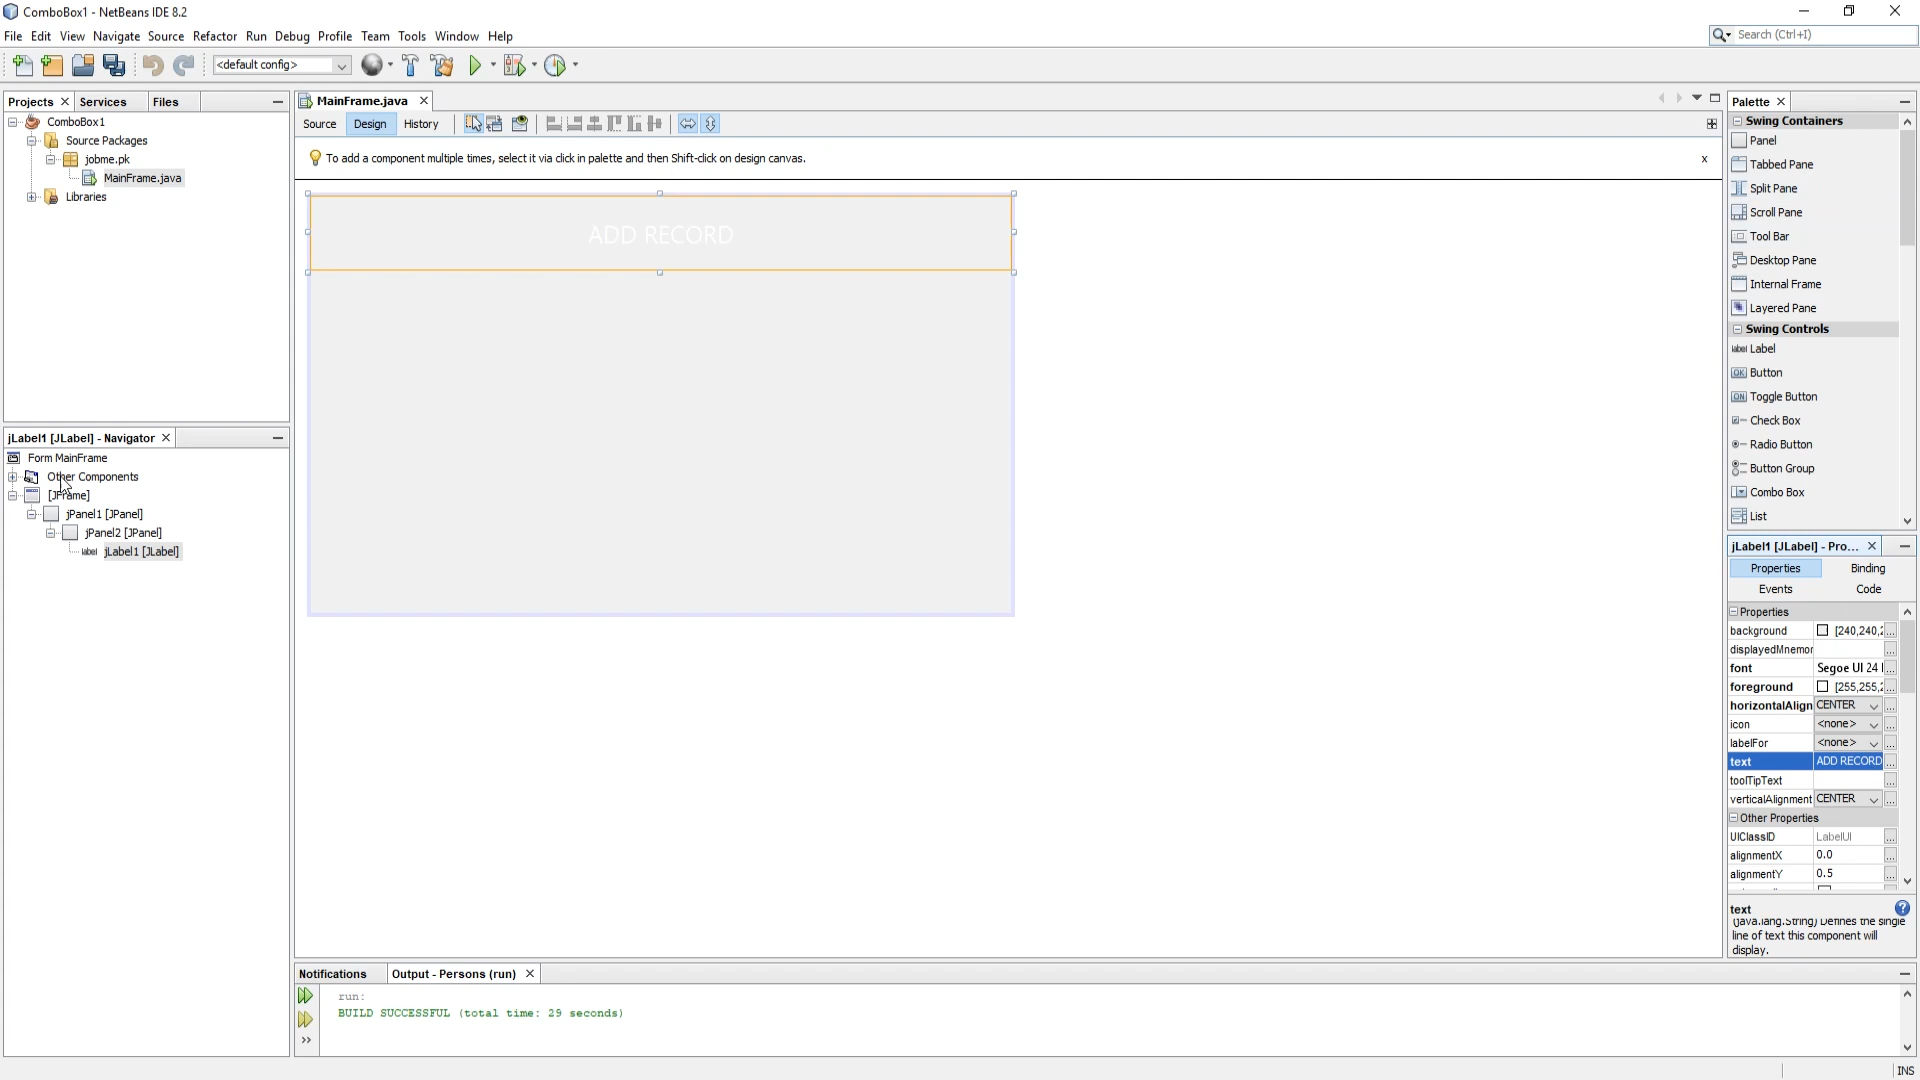 ComboBox1 - NetBeans IDE 8.2
File Edit View Navigate Source Refactor Run Debug Profile Team Tools Window Help
Search (Ctrl+I)
<default config>
Projects Services Files
ComboBox1
Source Packages
jobme.pk
MainFrame.java
Libraries
jLabel1 [JLabel] - Navigator
Form MainFrame
Other Components
[JFrame]
jPanel1 [JPanel]
jPanel2 [JPanel]
label jLabel1 [JLabel]
MainFrame.java
Source Design History
To add a component multiple times, select it via click in palette and then Shift-click on design canvas.
x
ADD RECORD
Notifications Output - Persons (run)
run:
BUILD SUCCESSFUL (total time: 29 seconds)
Palette
Swing Containers
Panel
Tabbed Pane
Split Pane
Scroll Pane
Tool Bar
Desktop Pane
Internal Frame
Layered Pane
Swing Controls
label Label
OK Button
ON Toggle Button
Check Box
Radio Button
Button Group
Combo Box
List
jLabel1 [JLabel] - Pro...
Properties Binding
Events Code
Properties
background [240,240,2 ...
displayedMnemor ...
font Segoe UI 24 ...
foreground [255,255,2 ...
horizontalAlign CENTER ...
icon <none> ...
labelFor <none> ...
text ADD RECORD ...
toolTipText ...
verticalAlignment CENTER ...
Other Properties
UIClassID LabelUI ...
alignmentX 0.0 ...
alignmentY 0.5 ...
text
(java.lang.String) Defines the single
line of text this component will
display.
INS